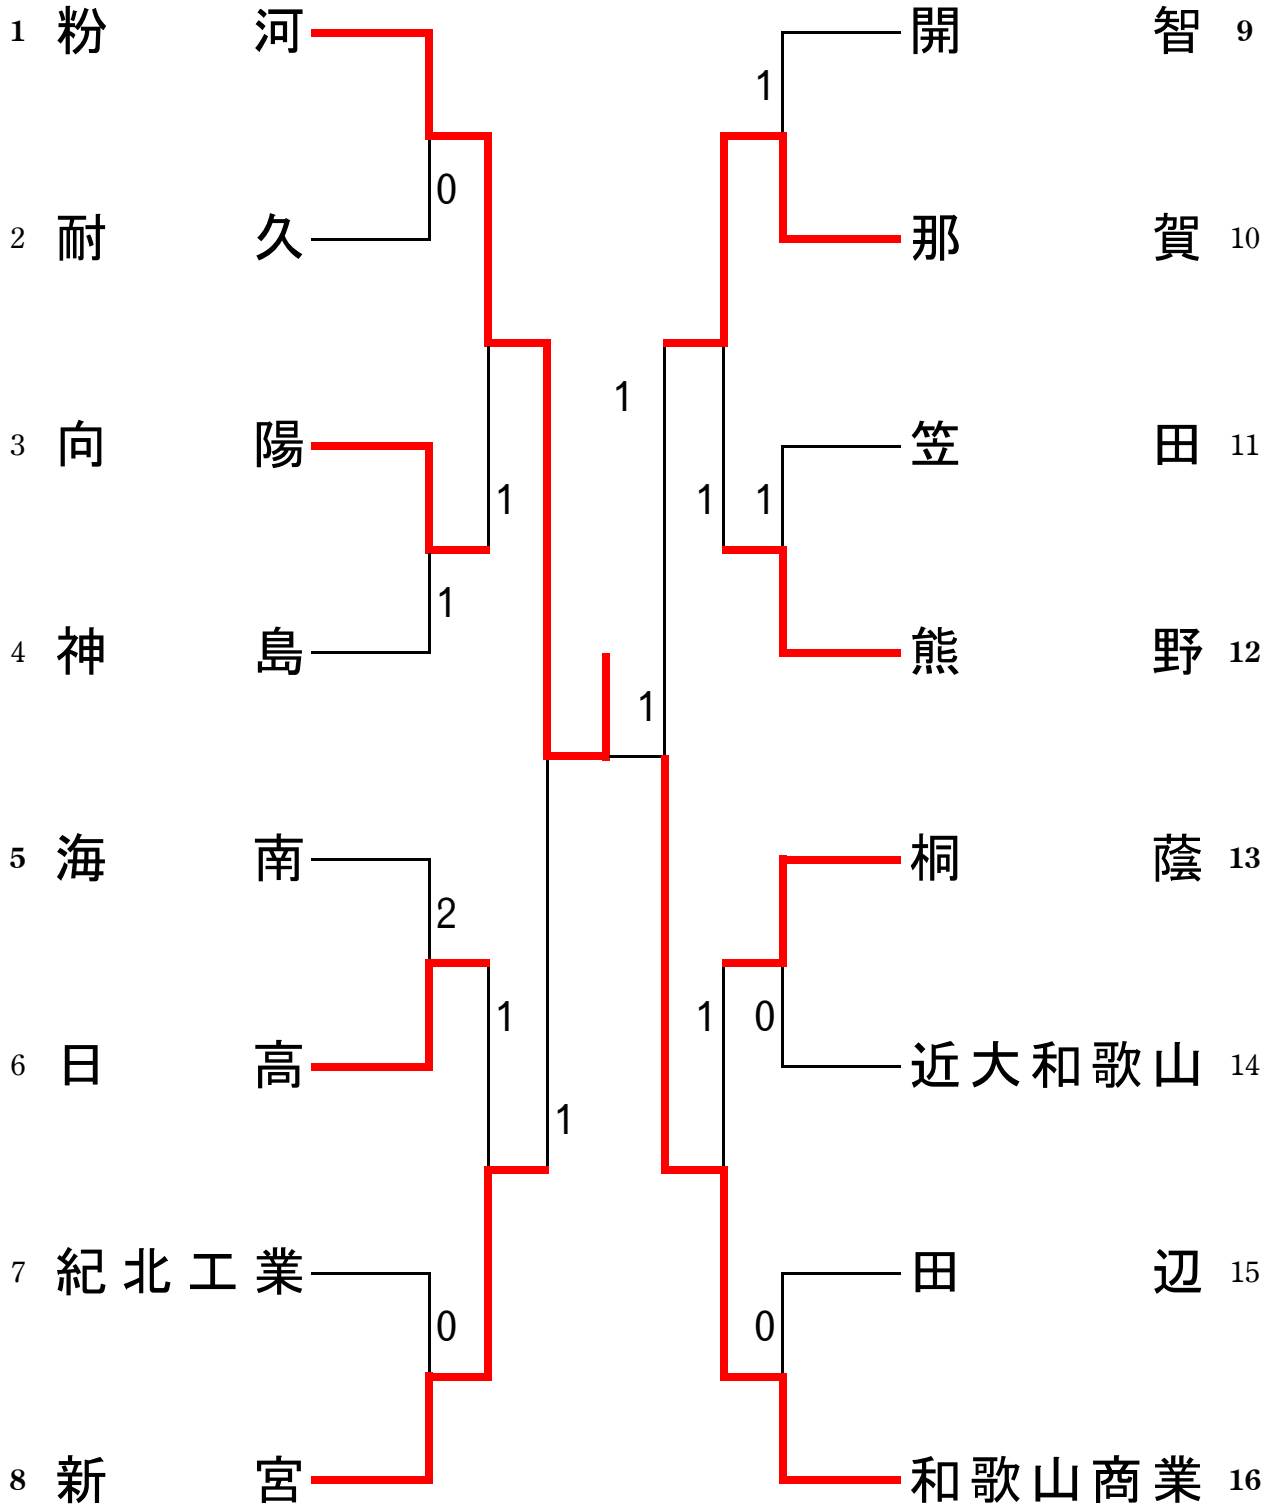 1 粉河 開智 9
1
0
2 耐久 那賀 10
1
3 向陽 笠田 11
1 1 1
1
4 神島 熊野 12
1
5 海南 桐蔭 13
2
1 1 0
6 日高 近大和歌山 14
1
7 紀北工業 田辺 15
0 0
8 新宮 和歌山商業 16